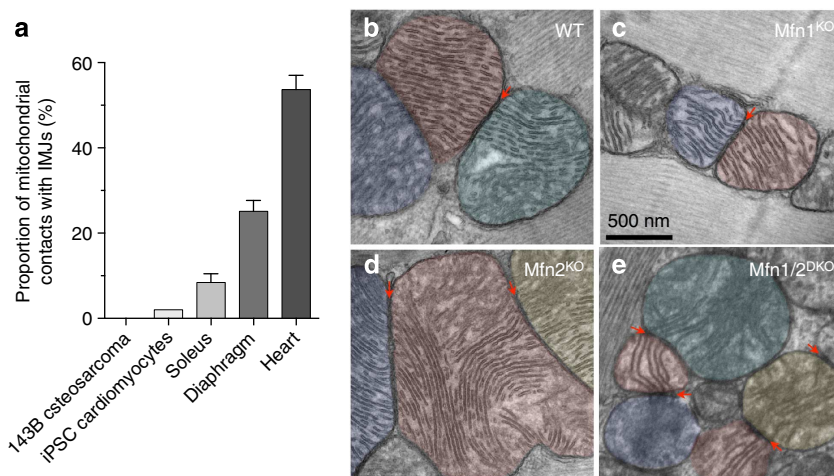 a
Proportion of mitochondrial
contacts with IMJs (%)
60
40
20
0
143B csteosarcoma
iPSC cardiomyocytes
Soleus
Diaphragm
Heart
b
WT
c
Mfn1KO
500 nm
d
Mfn2KO
e
Mfn1/2DKO